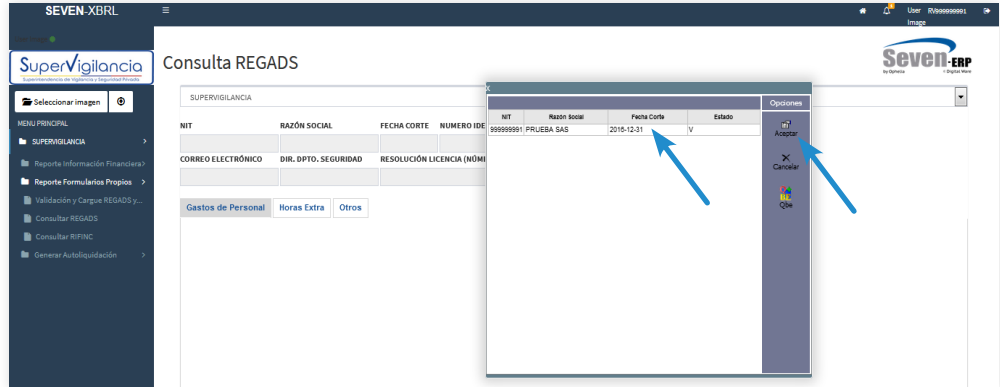 SEVEN-XBRL
User RV999999991
Image
SuperVigilancia
Superintendencia de Vigilancia y Seguridad Privada
Seleccionar imagen
MENU PRINCIPAL
SUPERVIGILANCIA
Reporte Información Financiera
Reporte Formularios Propios
Validación y Cargue REGADS y...
Consultar REGADS
Consultar RIFINC
Generar Autoliquidación
Consulta REGADS
Seven-ERP
by Ophelia
Digital Ware
SUPERVIGILANCIA
NIT RAZÓN SOCIAL FECHA CORTE NUMERO IDE
CORREO ELECTRÓNICO DIR. DPTO. SEGURIDAD RESOLUCIÓN LICENCIA (NÚMI
Gastos de Personal Horas Extra Otros
x
Opciones
NIT Razón Social Fecha Corte Estado
999999991 PRUEBA SAS 2016-12-31 V
Aceptar
Cancelar
Qbe